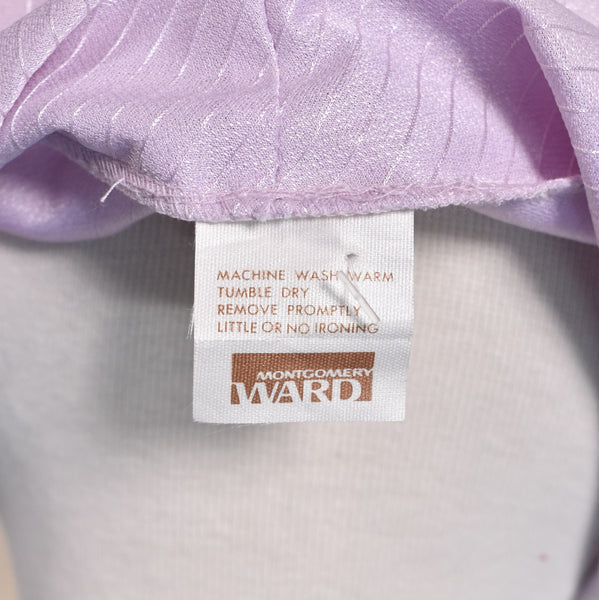 MACHINE WASH WARM
TUMBLE DRY
REMOVE PROMPTLY
LITTLE OR NO IRONING
MONTGOMERY
WARD